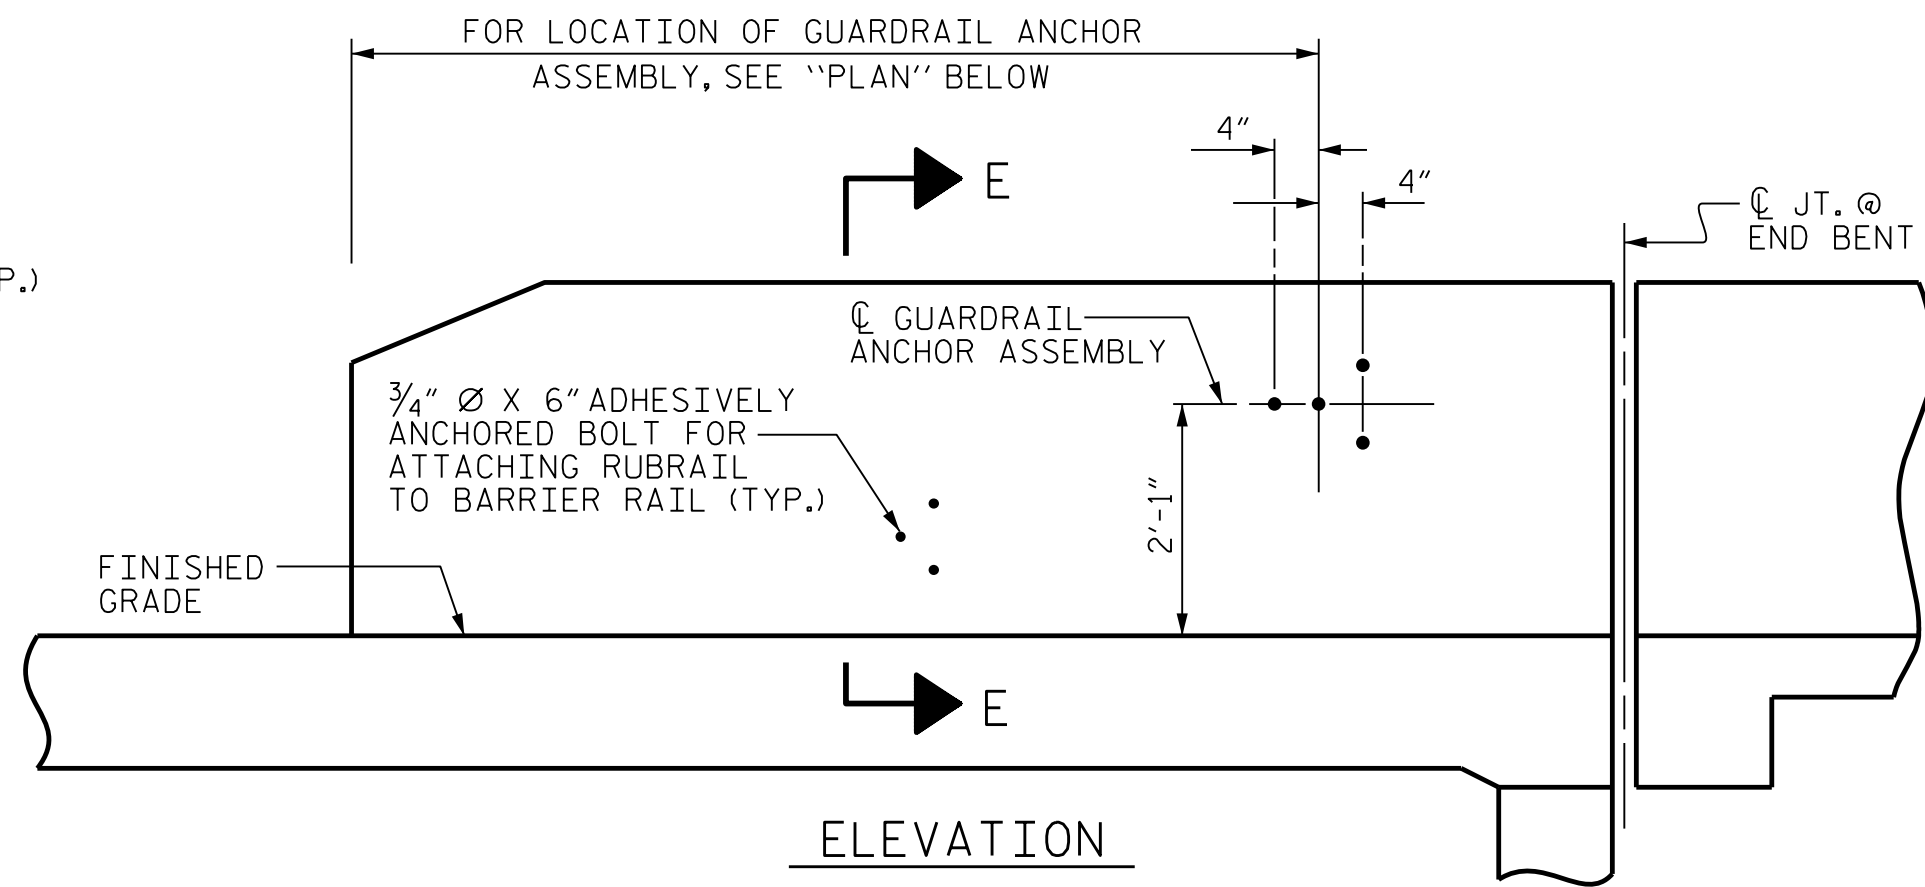 FOR LOCATION OF GUARDRAIL ANCHOR
ASSEMBLY, SEE "PLAN" BELOW
4"
4"
E
℄ JT. @
END BENT
P.)
℄ GUARDRAIL
ANCHOR ASSEMBLY
3/4" Ø X 6" ADHESIVELY
ANCHORED BOLT FOR
ATTACHING RUBRAIL
TO BARRIER RAIL (TYP.)
2'-1"
FINISHED
GRADE
E
ELEVATION